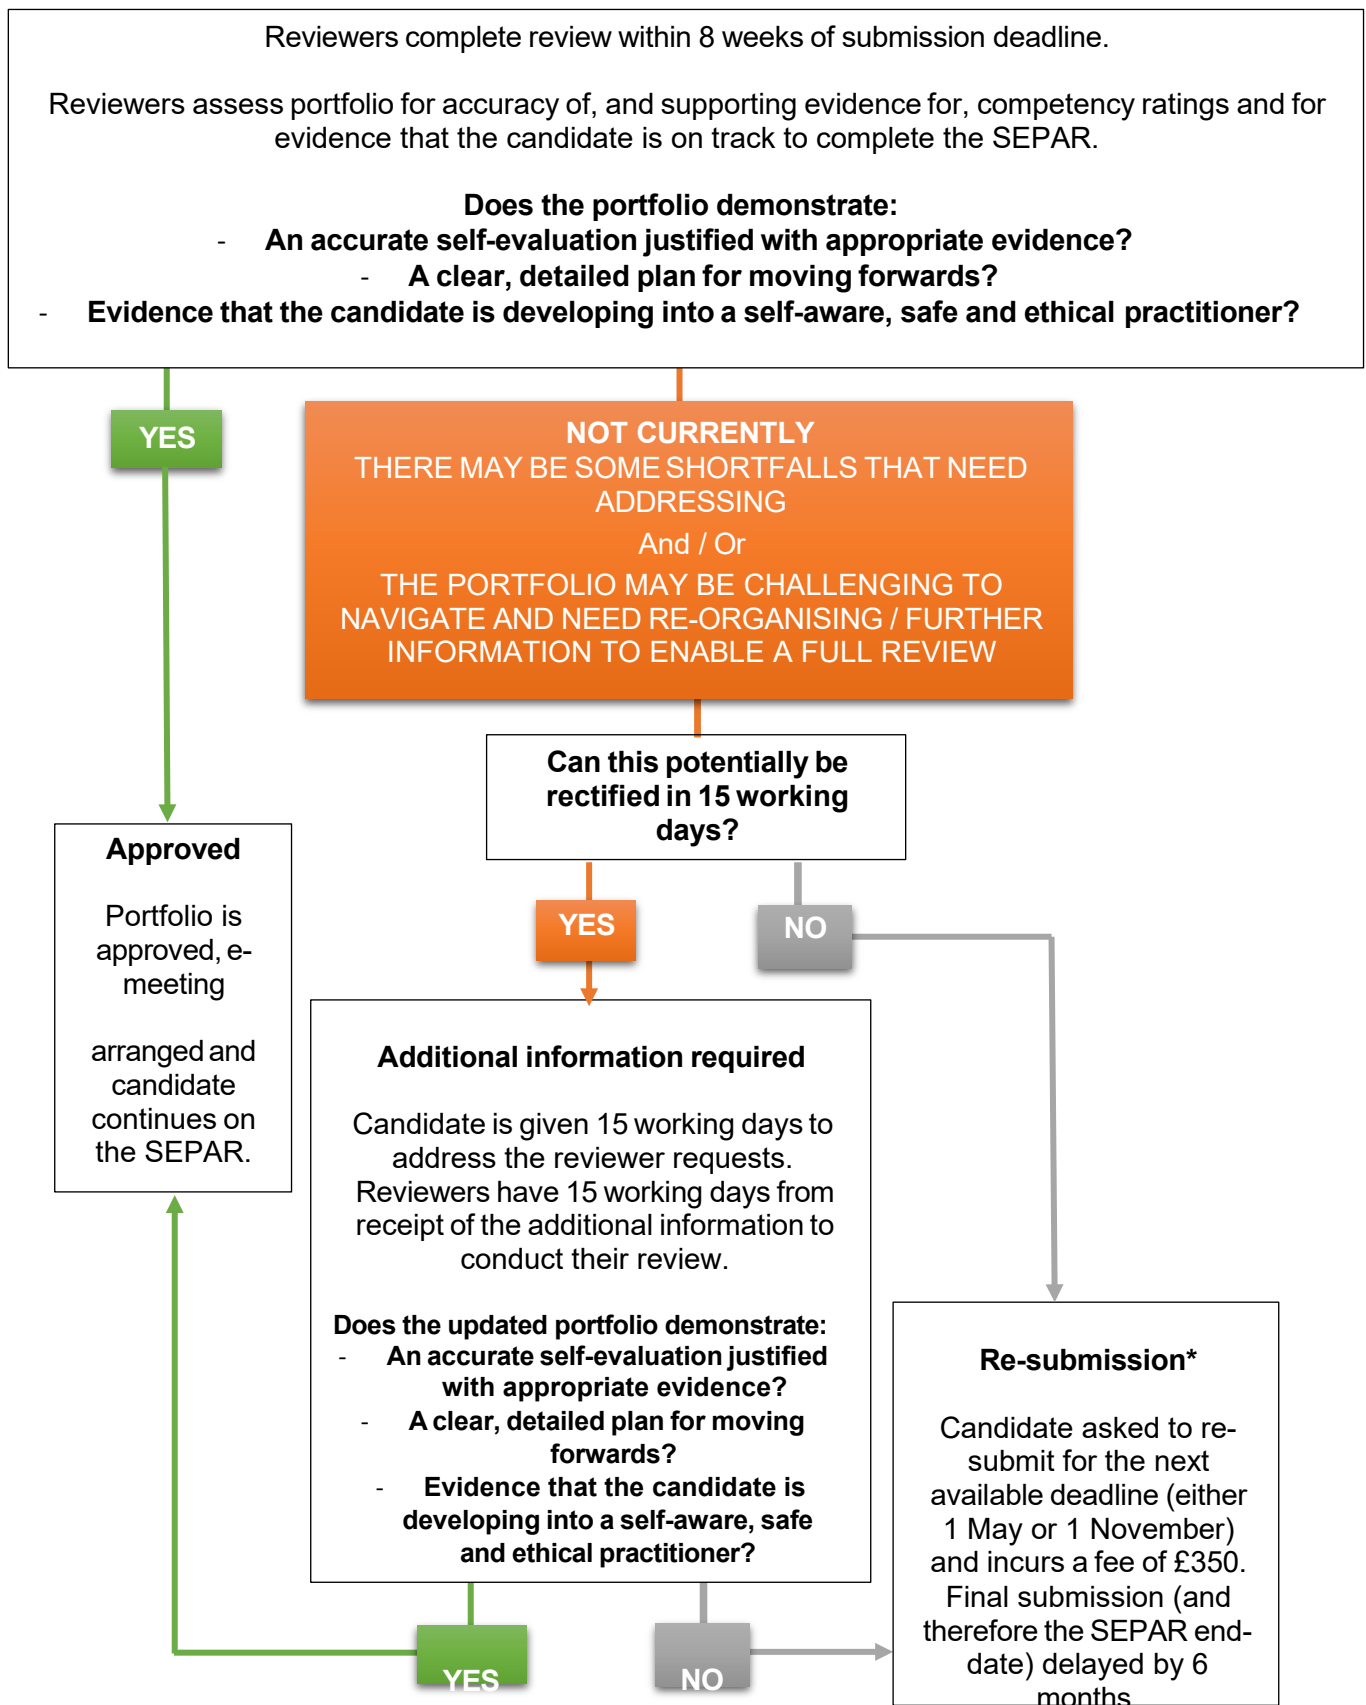 Reviewers complete review within 8 weeks of submission deadline.
Reviewers assess portfolio for accuracy of, and supporting evidence for, competency ratings and for
evidence that the candidate is on track to complete the SEPAR.
Does the portfolio demonstrate:
- An accurate self-evaluation justified with appropriate evidence?
- A clear, detailed plan for moving forwards?
- Evidence that the candidate is developing into a self-aware, safe and ethical practitioner?
YES
NOT CURRENTLY
THERE MAY BE SOME SHORTFALLS THAT NEED
ADDRESSING
And / Or
THE PORTFOLIO MAY BE CHALLENGING TO
NAVIGATE AND NEED RE-ORGANISING / FURTHER
INFORMATION TO ENABLE A FULL REVIEW
Can this potentially be
rectified in 15 working
days?
Approved
Portfolio is
approved, e-
meeting
arranged and
candidate
continues on
the SEPAR.
YES
NO
Additional information required
Candidate is given 15 working days to
address the reviewer requests.
Reviewers have 15 working days from
receipt of the additional information to
conduct their review.
Does the updated portfolio demonstrate:
- An accurate self-evaluation justified
with appropriate evidence?
- A clear, detailed plan for moving
forwards?
- Evidence that the candidate is
developing into a self-aware, safe
and ethical practitioner?
Re-submission*
Candidate asked to re-
submit for the next
available deadline (either
1 May or 1 November)
and incurs a fee of £350.
Final submission (and
therefore the SEPAR end-
date) delayed by 6
months
YES
NO